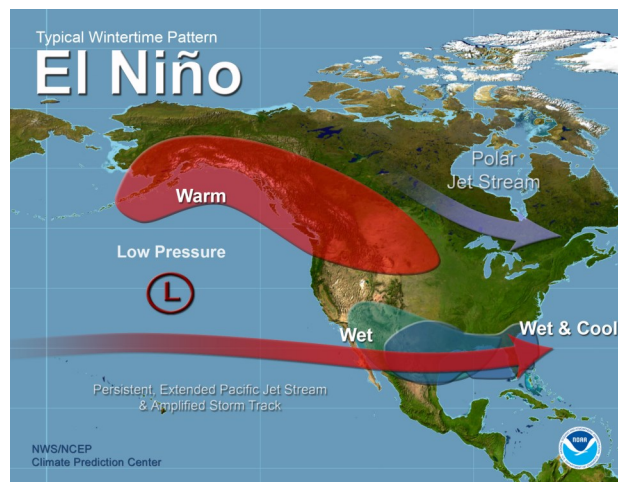 Typical Wintertime Pattern
El Niño
Polar
Jet Stream
Warm
Low Pressure
L
Wet
Wet & Cool
Persistent, Extended Pacific Jet Stream
& Amplified Storm Track
NWS/NCEP
Climate Prediction Center
NOAA